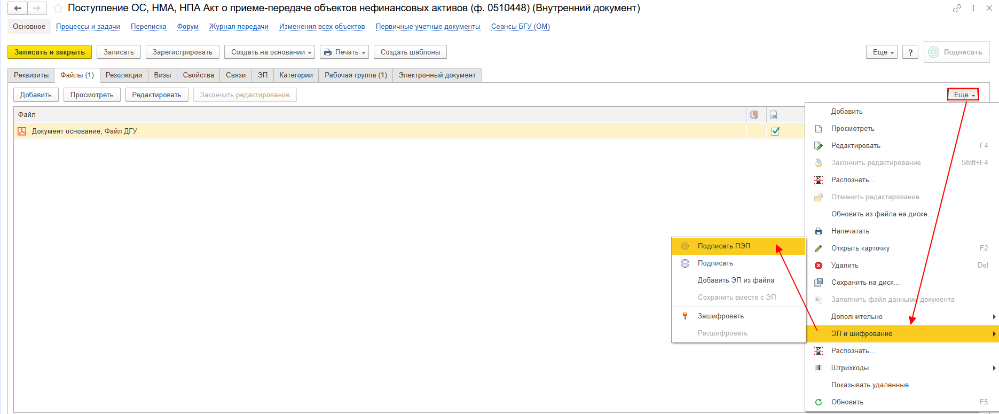 Поступление ОС, НМА, НПА Акт о приеме-передаче объектов нефинансовых активов (ф. 0510448) (Внутренний документ)
Основное Процессы и задачи Переписка Форум Журнал передачи Изменения всех объектов Первичные учетные документы Сеансы БГУ (ОМ)
Записать и закрыть Записать Зарегистрировать Создать на основании Печать Создать шаблоны Еще ? Подписать
Реквизиты Файлы (1) Резолюции Визы Свойства Связи ЭП Категории Рабочая группа (1) Электронный документ
Добавить Просмотреть Редактировать Закончить редактирование Еще
Файл
Документ основание, Файл ДГУ
Добавить
Просмотреть
Редактировать F4
Закончить редактирование Shift+F4
Распознать...
Отменить редактирование
Обновить из файла на диске...
Напечатать
Открыть карточку F2
Удалить Del
Сохранить на диск...
Заполнить файл данными документа
Дополнительно
ЭП и шифрование
Распознать...
Штрихкоды
Показывать удаленные
Обновить F5
Подписать ПЭП
Подписать
Добавить ЭП из файла
Сохранить вместе с ЭП
Зашифровать
Расшифровать